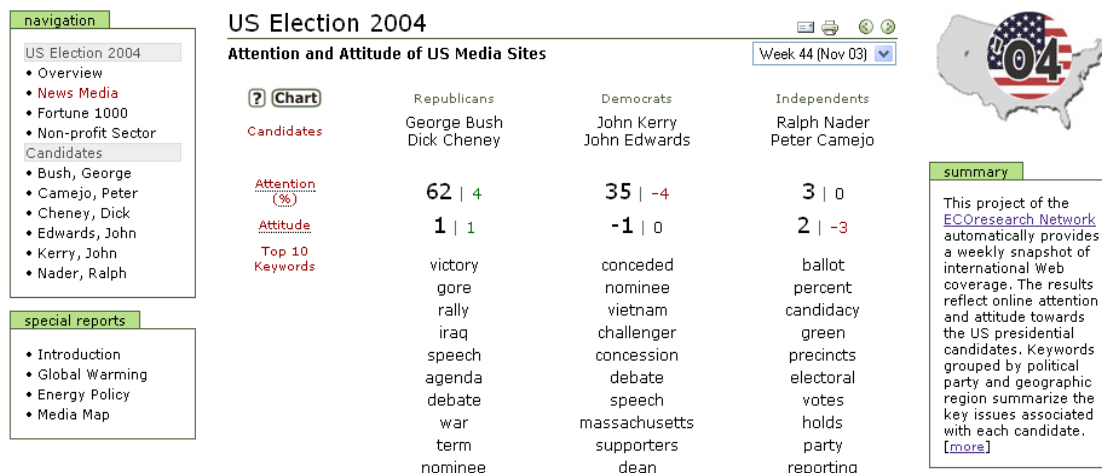 navigation
US Election 2004
• Overview
• News Media
• Fortune 1000
• Non-profit Sector
Candidates
• Bush, George
• Camejo, Peter
• Cheney, Dick
• Edwards, John
• Kerry, John
• Nader, Ralph
special reports
• Introduction
• Global Warming
• Energy Policy
• Media Map
US Election 2004
Attention and Attitude of US Media Sites
Week 44 (Nov 03)
? Chart Republicans Democrats Independents
Candidates George Bush John Kerry Ralph Nader
Dick Cheney John Edwards Peter Camejo
Attention (%) 62 | 4 35 | -4 3 | 0
Attitude 1 | 1 -1 | 0 2 | -3
Top 10 Keywords
victory conceded ballot
gore nominee percent
rally vietnam candidacy
iraq challenger green
speech concession precincts
agenda debate electoral
debate speech votes
war massachusetts holds
term supporters party
nominee dean reporting
'04
summary
This project of the
ECOresearch Network
automatically provides
a weekly snapshot of
international Web
coverage. The results
reflect online attention
and attitude towards
the US presidential
candidates. Keywords
grouped by political
party and geographic
region summarize the
key issues associated
with each candidate.
[more]